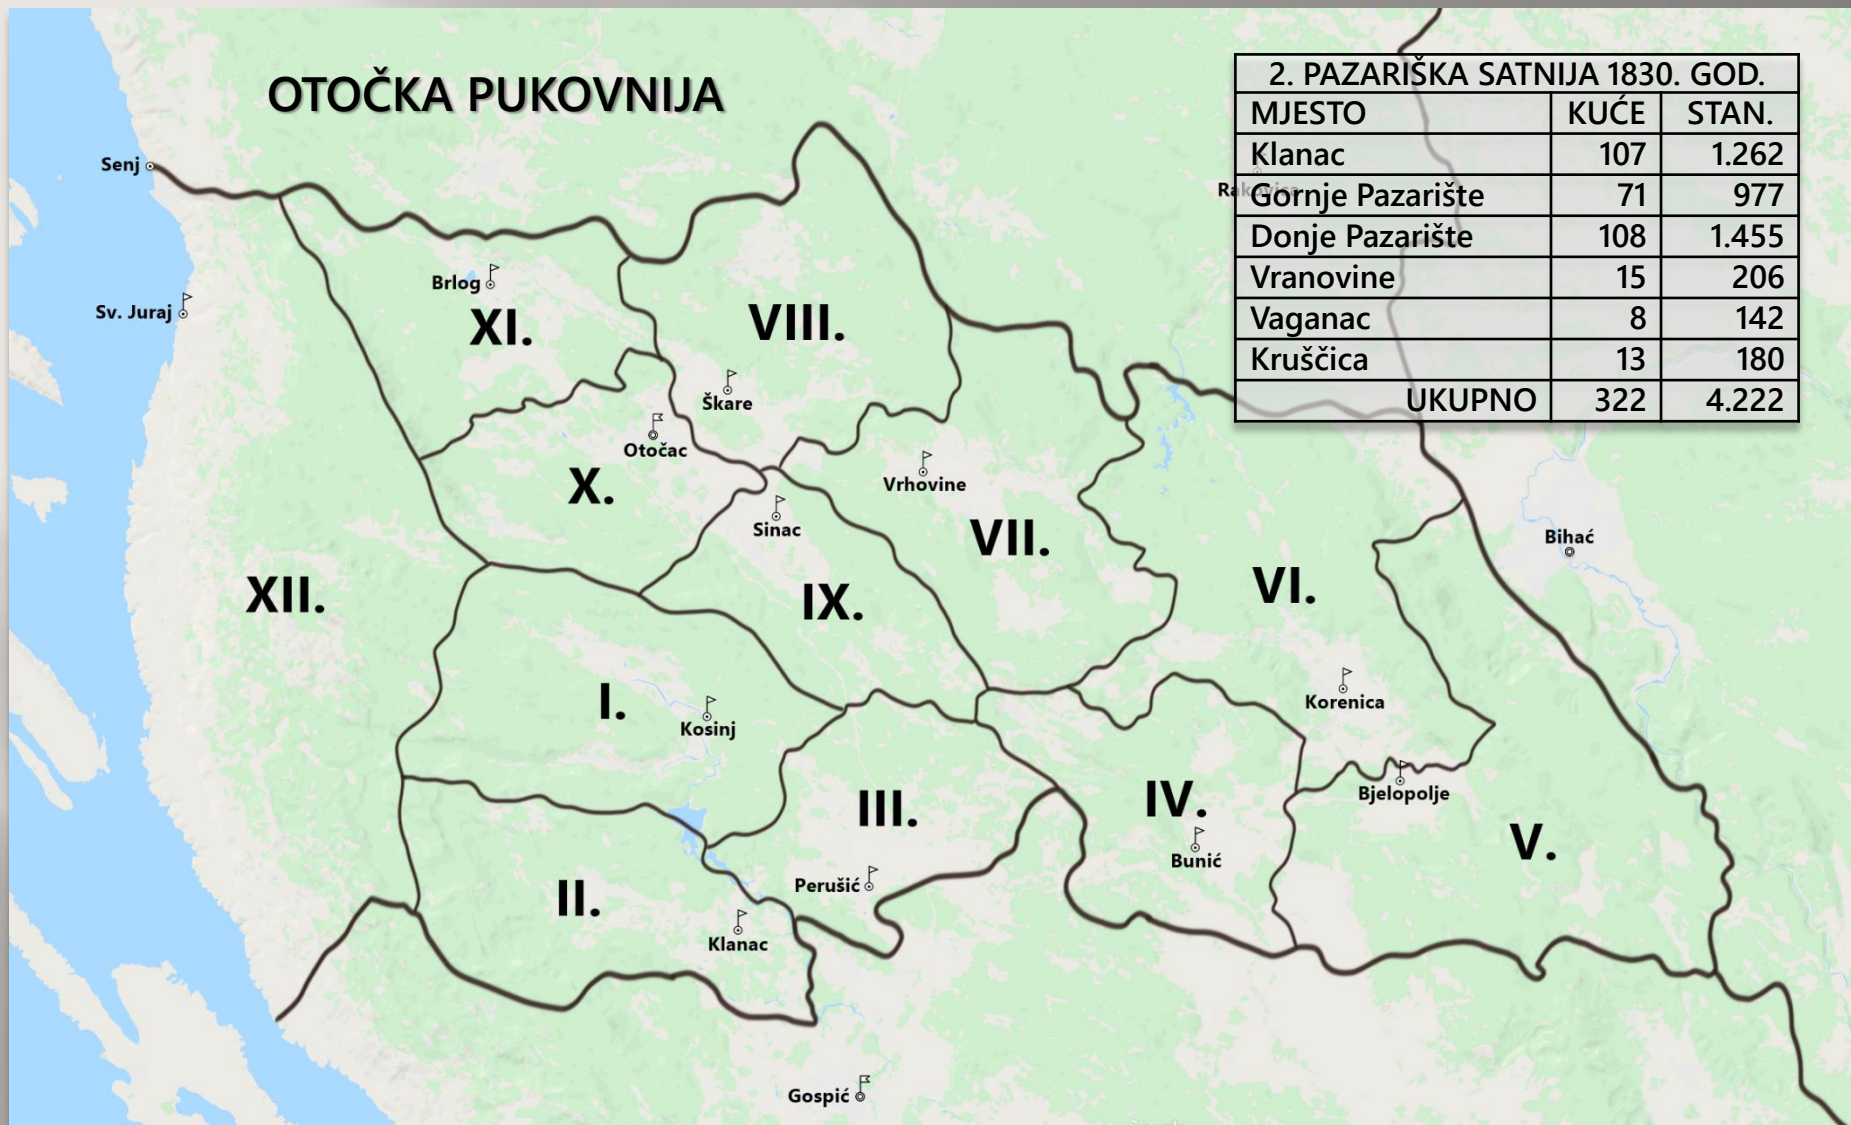 OTOČKA PUKOVNIJA
2. PAZARIŠKA SATNIJA 1830. GOD.
MJESTO KUĆE STAN.
Klanac 107 1.262
Gornje Pazarište 71 977
Donje Pazarište 108 1.455
Vranovine 15 206
Vaganac 8 142
Kruščica 13 180
UKUPNO 322 4.222
Senj
Rakovica
Brlog
Sv. Juraj
XI.
VIII.
Škare
Otočac
Vrhovine
X.
Sinac
VII.
Bihać
XII.
IX.
VI.
I.
Kosinj
Korenica
III.
IV.
Bjelopolje
V.
Bunić
Perušić
II.
Klanac
Gospić